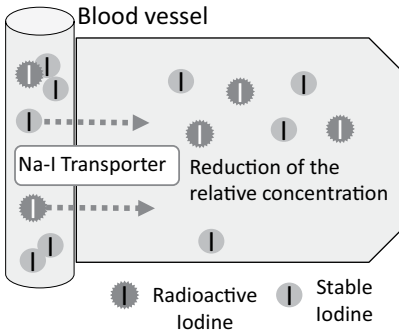 Blood vessel
I
I
I
I
I
I
I
I
I
I
I
Na-I Transporter
Reduction of the
relative concentration
I
I
I
I
I Radioactive
Iodine
I Stable
Iodine